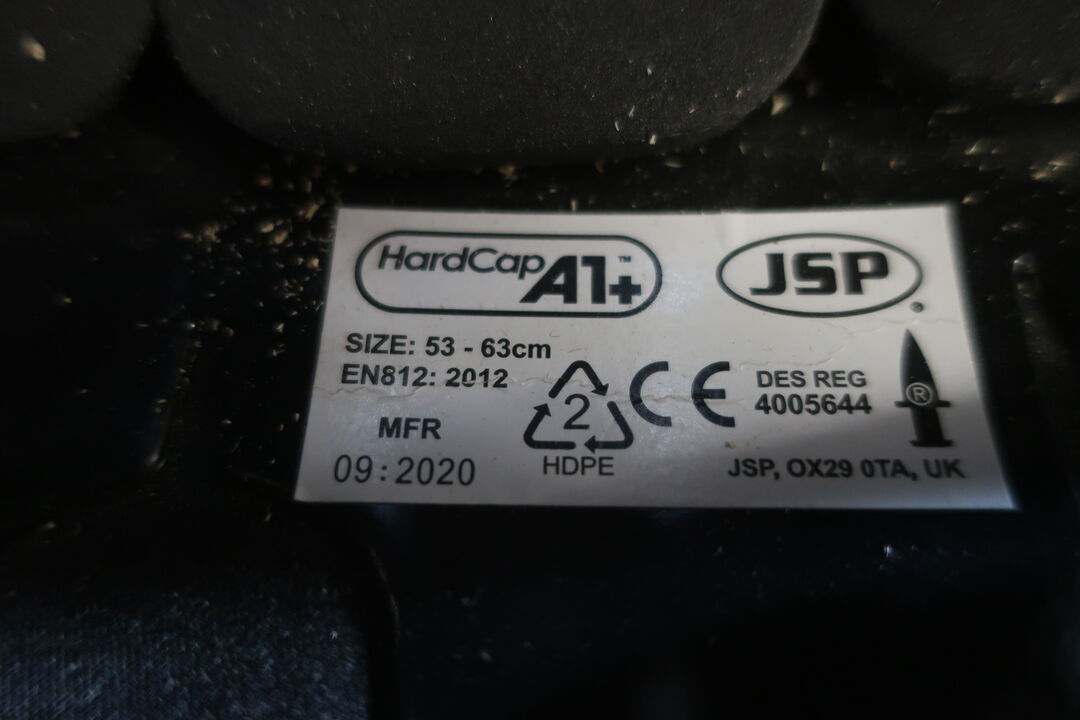 HardCap A1+™
JSP
SIZE: 53 - 63cm
EN812: 2012
MFR
09:2020
2
HDPE
CE
DES REG
4005644
®
JSP, OX29 0TA, UK